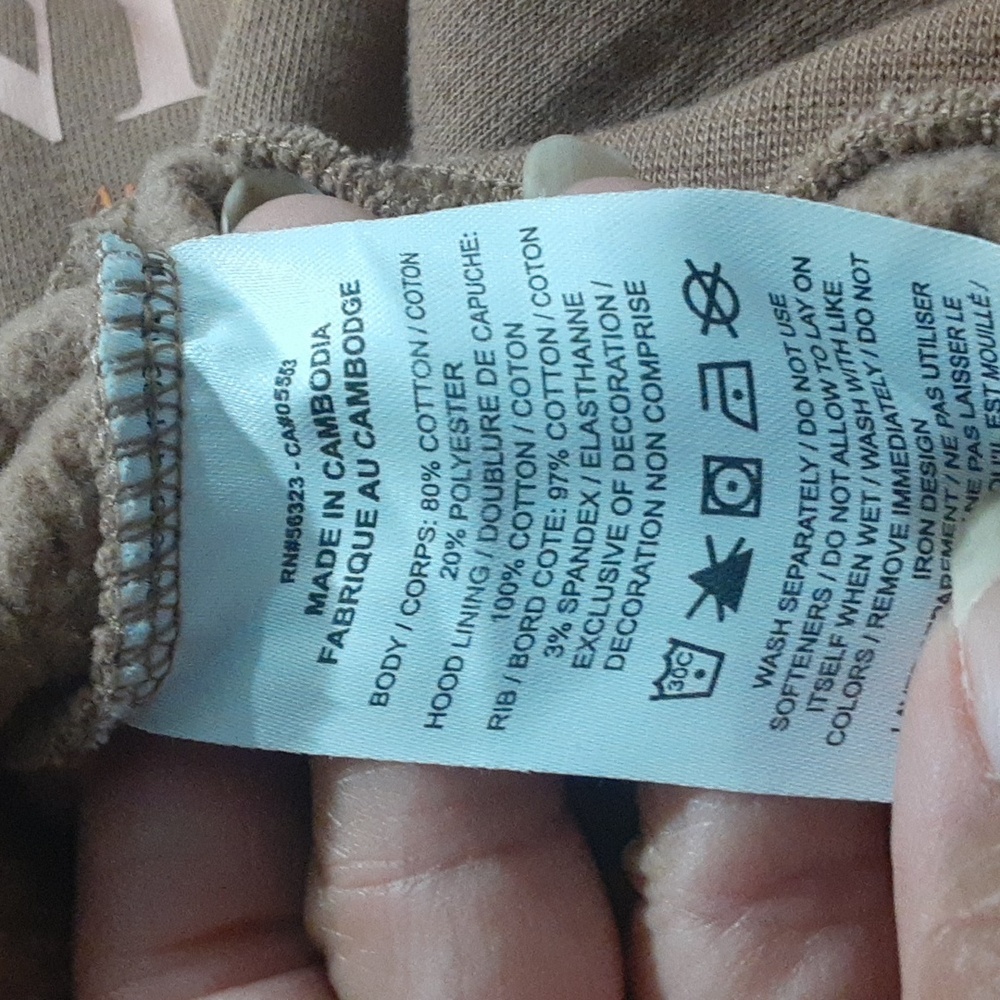 RN#56323 - CA#05553
MADE IN CAMBODIA
FABRIQUE AU CAMBODGE
BODY / CORPS: 80% COTTON / COTON
20% POLYESTER
HOOD LINING / DOUBLURE DE CAPUCHE:
100% COTTON / COTON
RIB / BORD COTE: 97% COTTON / COTON
3% SPANDEX / ELASTHANNE
EXCLUSIVE OF DECORATION /
DECORATION NON COMPRISE
30C
WASH SEPARATELY / DO NOT USE
SOFTENERS / DO NOT ALLOW TO LAY ON
ITSELF WHEN WET / WASH WITH LIKE
COLORS / REMOVE IMMEDIATELY / DO NOT
IRON DESIGN
NE PAS UTILISER
NE PAS LAISSER LE
EST MOUILLÉ /